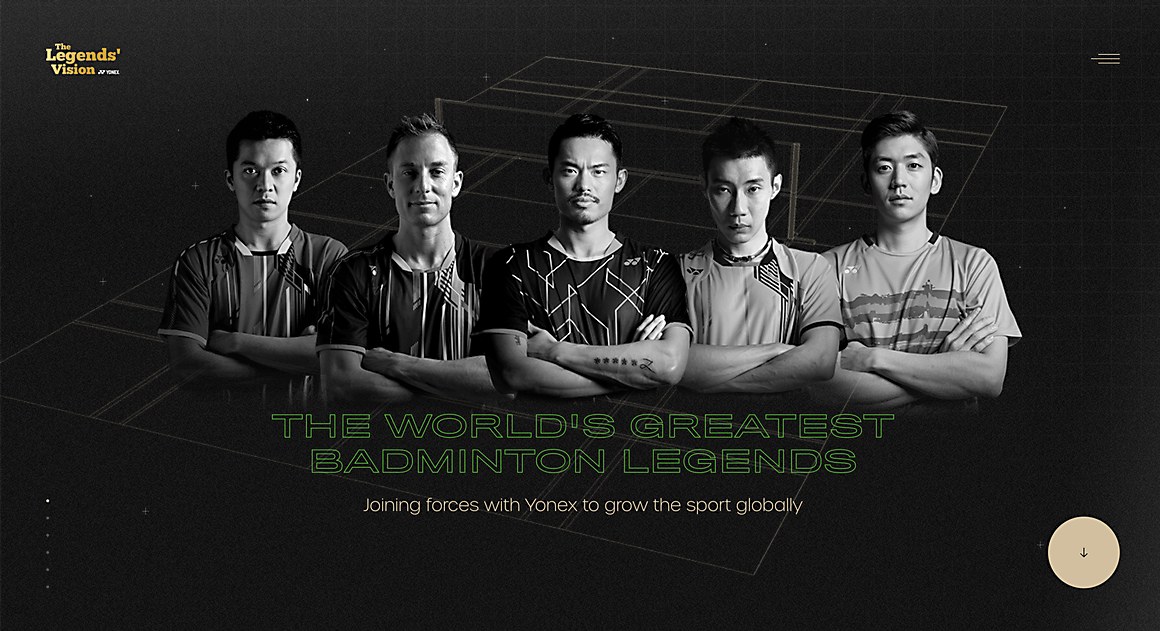 The
Legends'
Vision YONEX
THE WORLD'S GREATEST
BADMINTON LEGENDS
Joining forces with Yonex to grow the sport globally